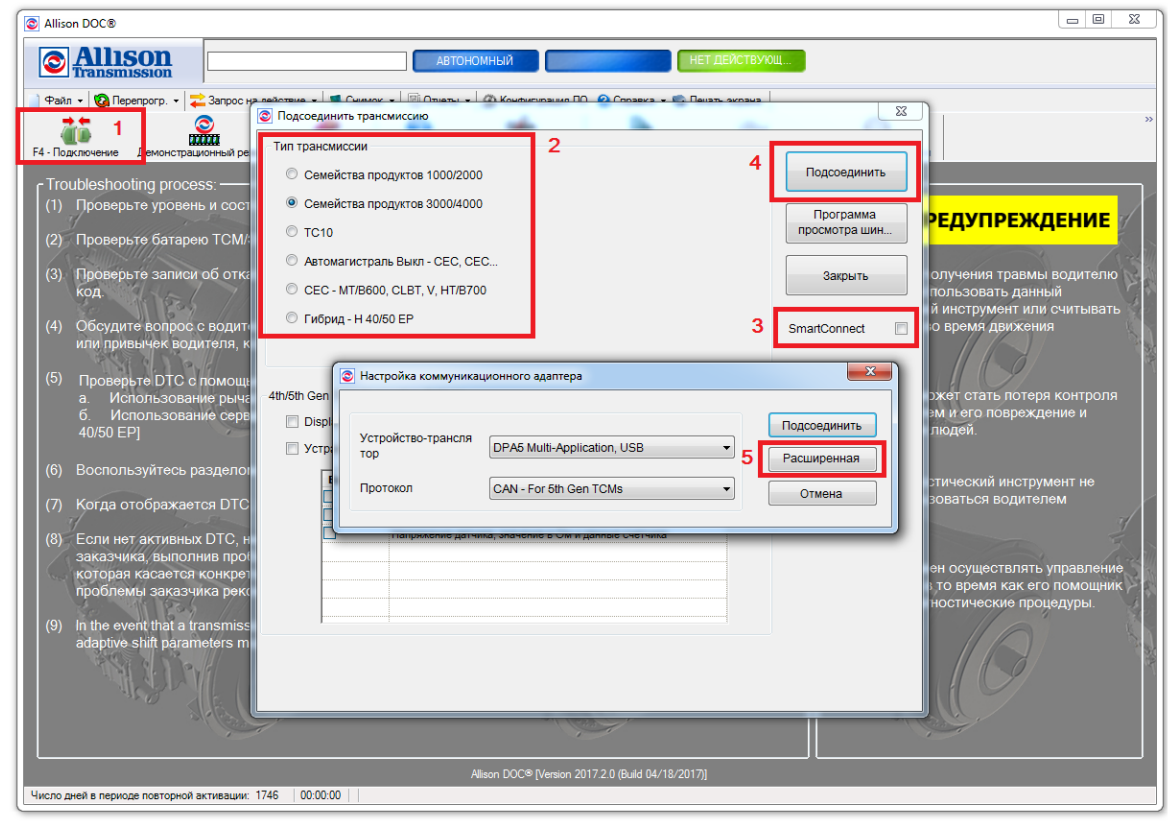 Allison DOC®
Allison
Transmission
АВТОНОМНЫЙ
НЕТ ДЕЙСТВУЮЩ...
Файл
Перепрогр.
Запрос на действие
Снимок
Отчеты
Конфигурация ПО
Справка
Печать экрана
1
F4 - Подключение
Демонстрационный ре
Подсоединить трансмиссию
Тип трансмиссии
2
Семейства продуктов 1000/2000
Семейства продуктов 3000/4000
TC10
Автомагистраль Выкл - CEC, CEC...
CEC - MT/B600, CLBT, V, HT/B700
Гибрид - H 40/50 EP
4
Подсоединить
Программа
просмотра шин...
Закрыть
3
SmartConnect
4th/5th Gen
Displ
Устр
Настройка коммуникационного адаптера
Устройство-трансля
тор
DPA5 Multi-Application, USB
Протокол
CAN - For 5th Gen TCMs
Подсоединить
5
Расширенная
Отмена
Напряжение датчика, значение в Ом и данные счетчика
Troubleshooting process:
(1) Проверьте уровень и сост
(2) Проверьте батарею TCM/
(3) Проверьте записи об отка
код.
(4) Обсудите вопрос с водите
или привычек водителя, к
(5) Проверьте DTC с помощь
а. Использование рыча
б. Использование серв
40/50 EP]
(6) Воспользуйтесь разделом
(7) Когда отображается DTC
(8) Если нет активных DTC, н
заказчика, выполнив проб
которая касается конкрет
проблемы заказчика реко
(9) In the event that a transmiss
adaptive shift parameters m
РЕДУПРЕЖДЕНИЕ
олучения травмы водителю
пользовать данный
й инструмент или считывать
во время движения
ожет стать потеря контроля
ем и его повреждение и
людей.
стический инструмент не
зоваться водителем
ен осуществлять управление
в то время как его помощник
ностические процедуры.
Allison DOC® [Version 2017.2.0 (Build 04/18/2017)]
Число дней в периоде повторной активации: 1746
00:00:00